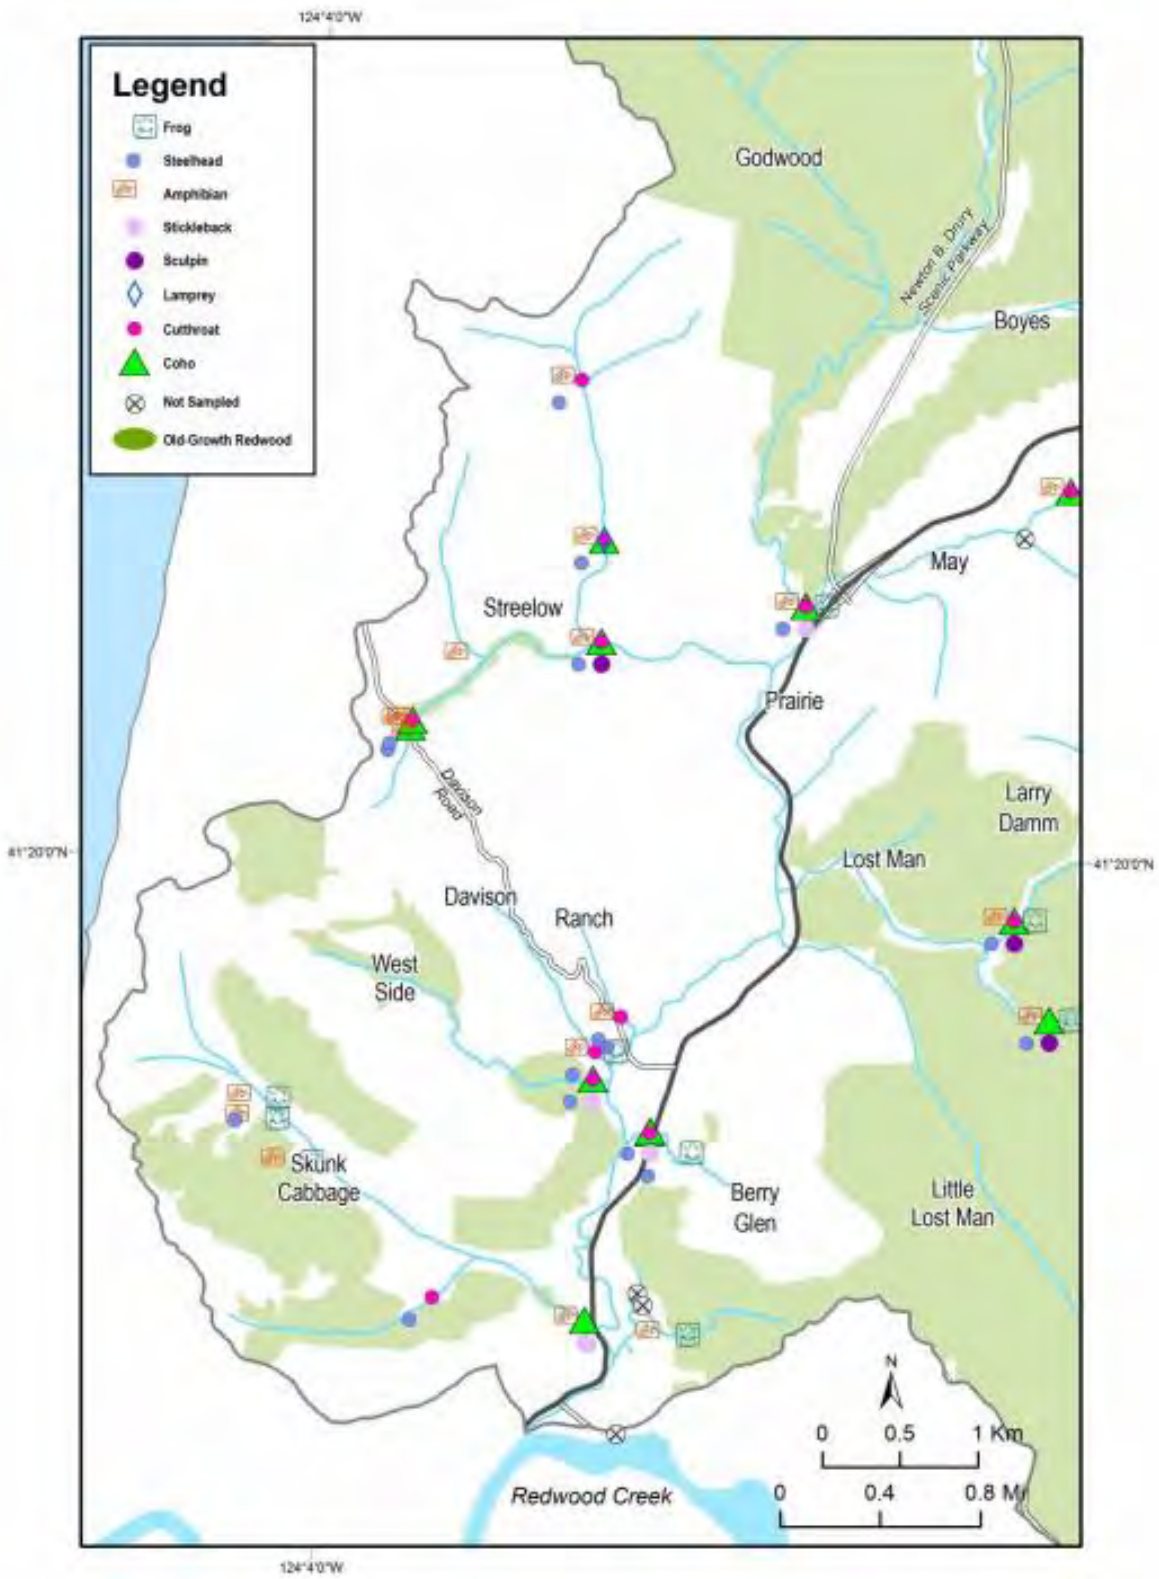 124°4'0"W
Legend
Frog
Steelhead
Amphibian
Stickleback
Sculpin
Lamprey
Cutthroat
Coho
Not Sampled
Old-Growth Redwood
Godwood
Newton B. Drury
Scenic Parkway
Boyes
May
Streelow
Prairie
Davison
Road
Larry
Damm
41°20'0"N
41°20'0"N
Lost Man
Davison
Ranch
West
Side
Skunk
Cabbage
Berry
Glen
Little
Lost Man
N
0 0.5 1 Km
0 0.4 0.8 Mi
Redwood Creek
124°4'0"W